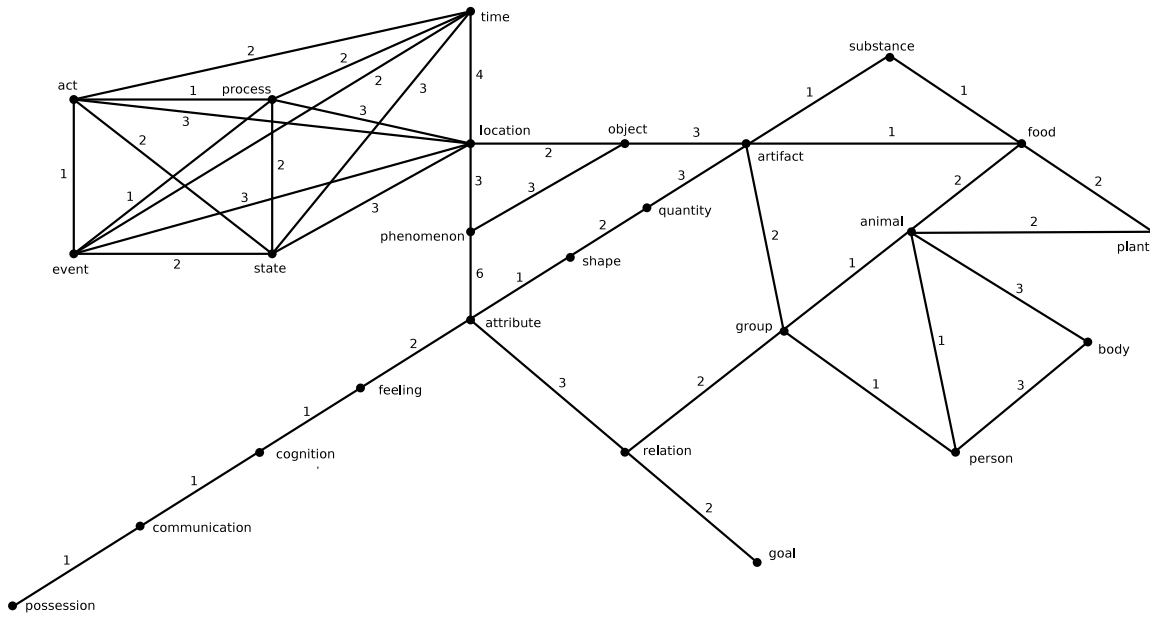 time
substance
2
4
act
process
2
1
2
3
1
1
3
3
location
object
3
1
food
2
artifact
2
1
2
3
3
3
2
2
1
3
3
quantity
animal
2
plant
phenomenon
2
2
event
2
state
shape
6
1
1
3
attribute
group
1
body
2
3
2
1
3
feeling
1
cognition
relation
person
1
2
communication
goal
1
possession